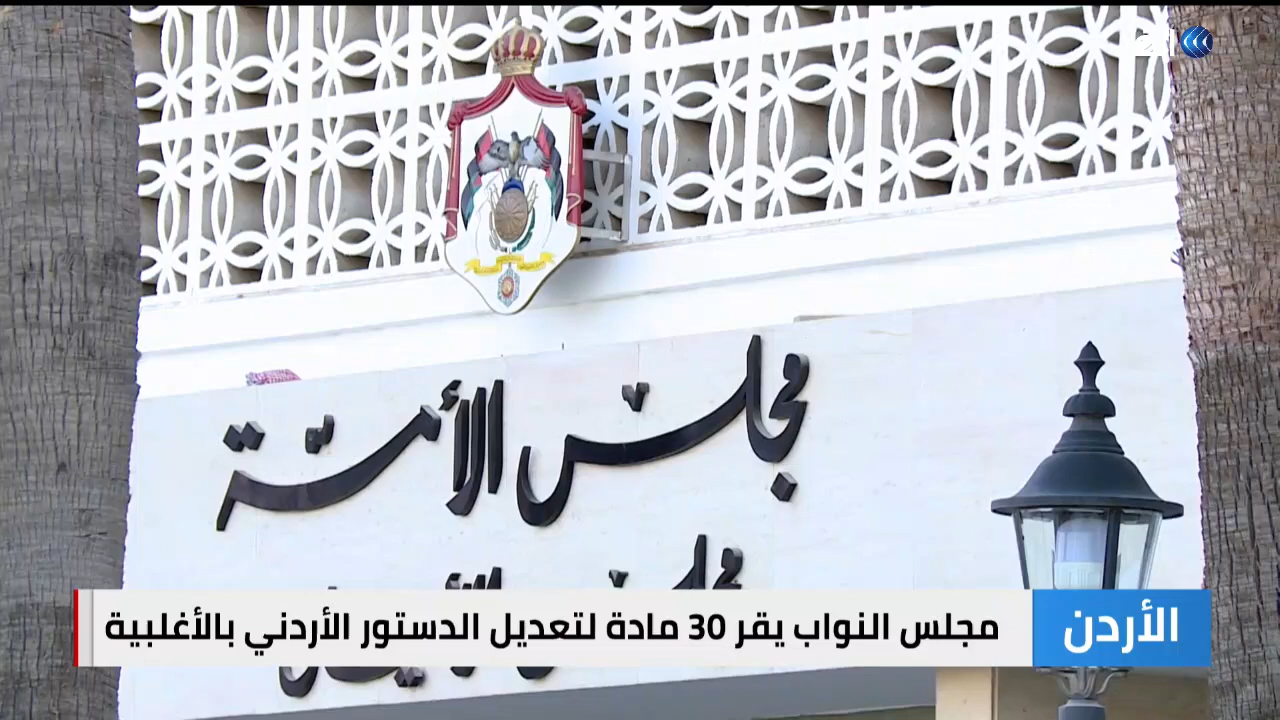 مجلس الأمة
الأردن
مجلس النواب يقر 30 مادة لتعديل الدستور الأردني بالأغلبية